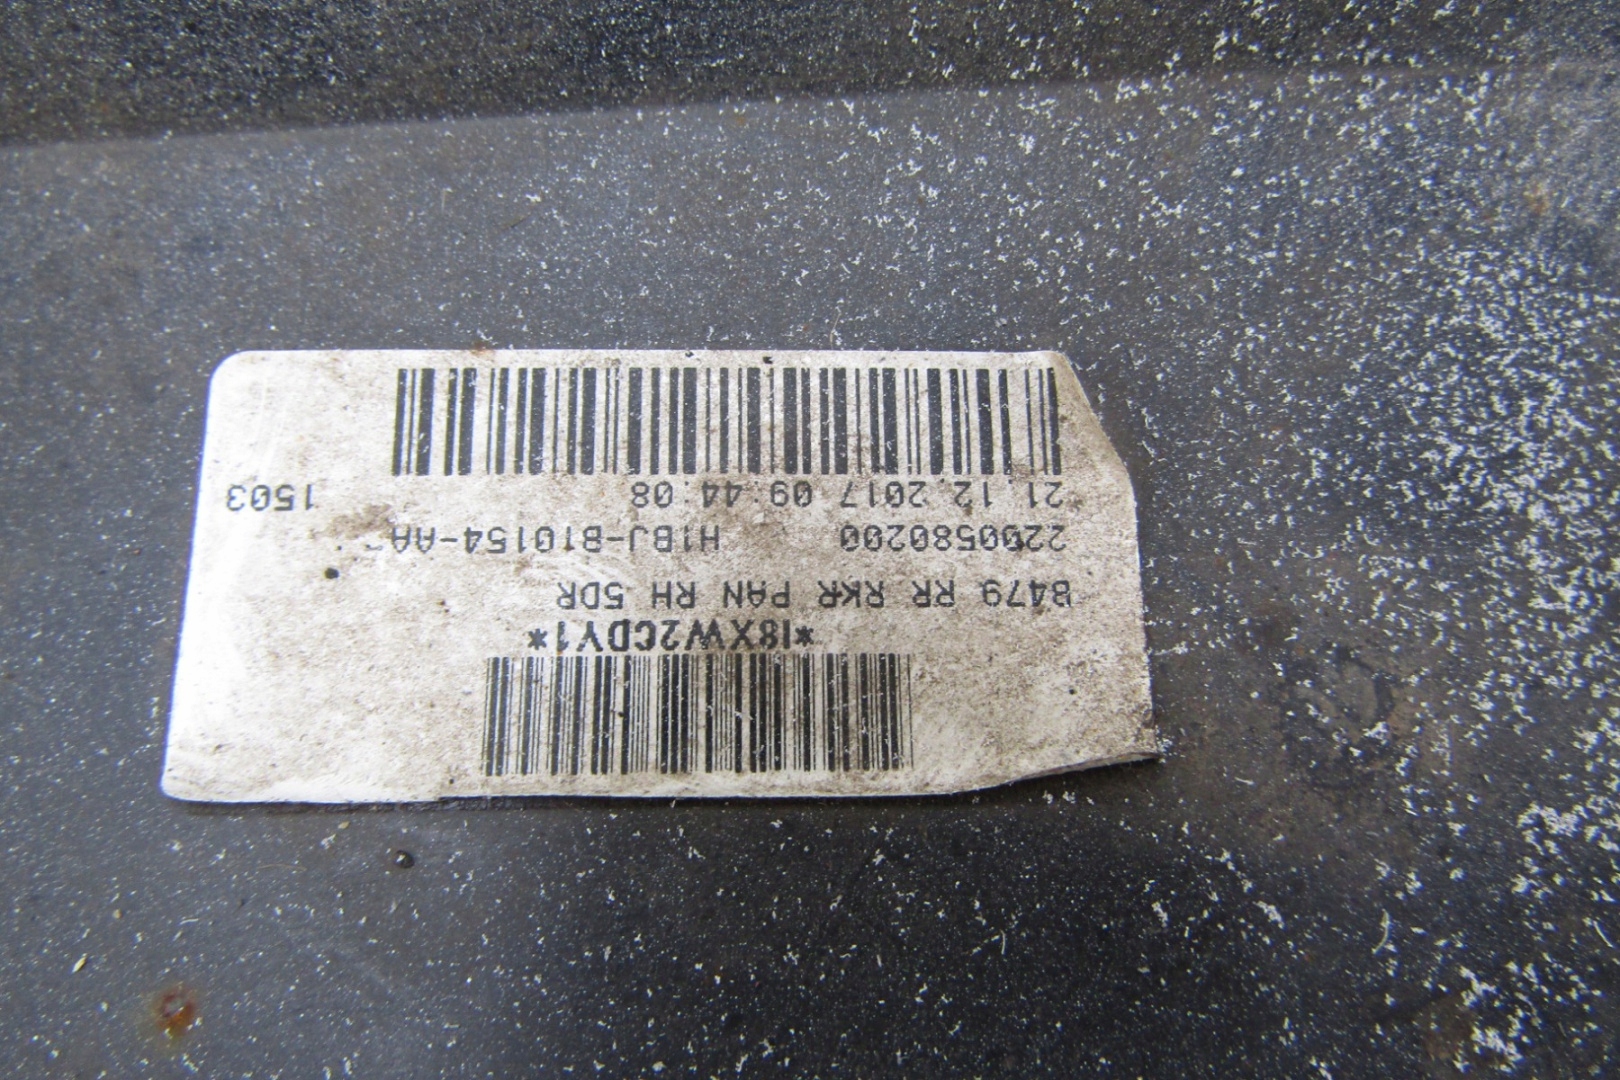 *I8XW2CDY1*
B479 RR RKR PAN RH 5DR
2200580200 H1BJ-B10154-AA
21.12.2017 09:44:08 1503